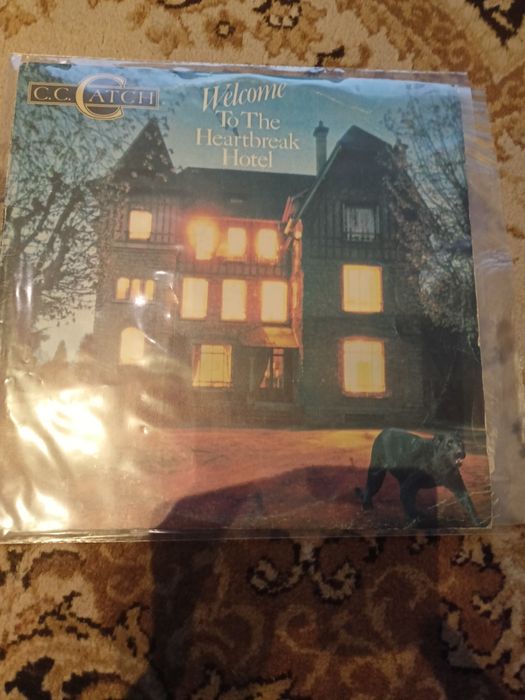 C.C. CATCH
Welcome
To The
Heartbreak
Hotel